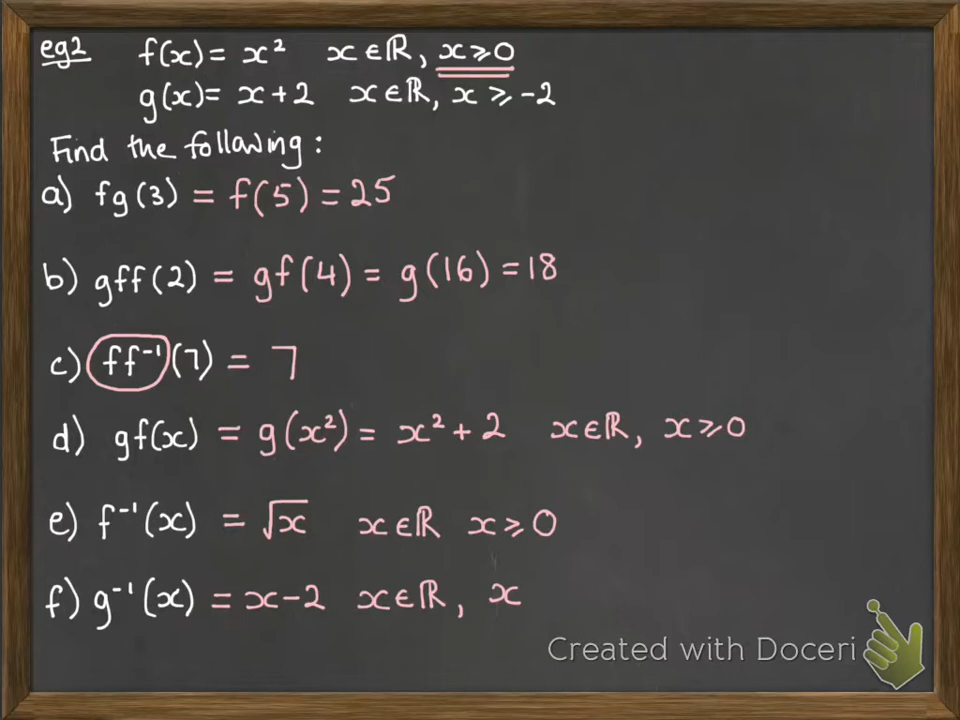 eg2 f(x) = x² x∈ℝ, x⩾0
g(x) = x+2 x∈ℝ, x ⩾ -2
Find the following:
a) fg(3) = f(5) = 25
b) gff(2) = gf(4) = g(16) = 18
c) ff⁻¹(7) = 7
d) gf(x) = g(x²) = x² + 2 x∈ℝ, x⩾0
e) f⁻¹(x) = √x x∈ℝ x⩾0
f) g⁻¹(x) = x-2 x∈ℝ, x
Created with Doceri